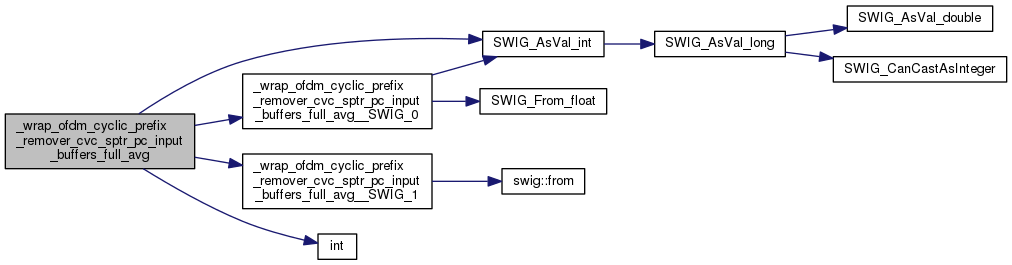 _wrap_ofdm_cyclic_prefix
_remover_cvc_sptr_pc_input
_buffers_full_avg
SWIG_AsVal_int
_wrap_ofdm_cyclic_prefix
_remover_cvc_sptr_pc_input
_buffers_full_avg__SWIG_0
_wrap_ofdm_cyclic_prefix
_remover_cvc_sptr_pc_input
_buffers_full_avg__SWIG_1
int
SWIG_From_float
swig::from
SWIG_AsVal_long
SWIG_AsVal_double
SWIG_CanCastAsInteger